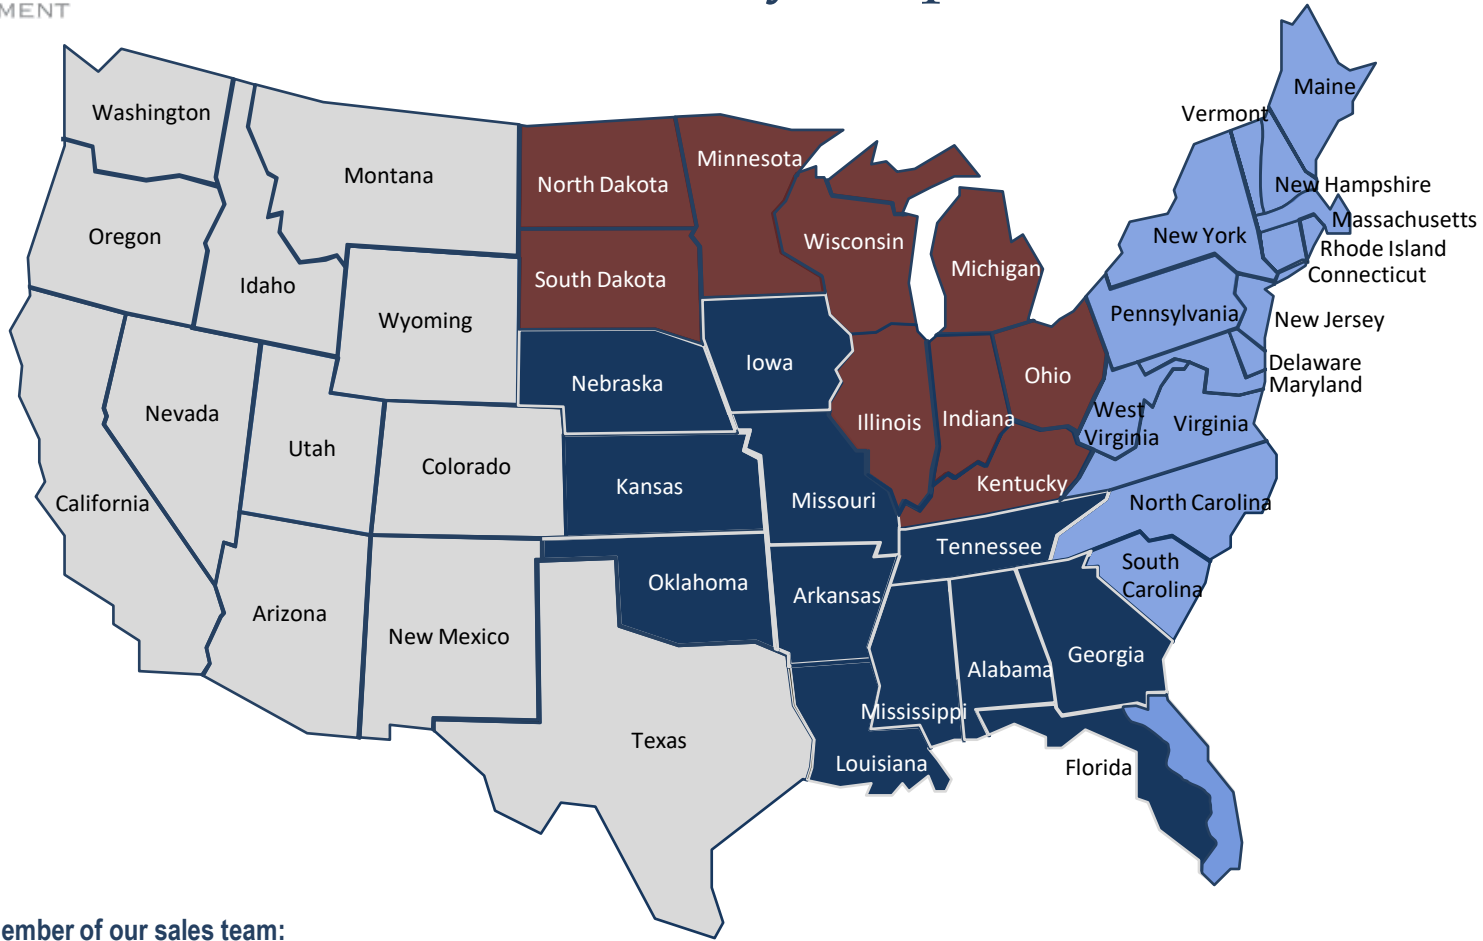 Maine
Washington
Vermont
Minnesota
Montana
North Dakota
New Hampshire
Massachusetts
Oregon
Wisconsin
New York
Rhode Island
Michigan
Connecticut
South Dakota
Idaho
Wyoming
Pennsylvania
New Jersey
Iowa
Delaware
Nebraska
Ohio
Maryland
Nevada
West
Virginia
Virginia
Illinois
Indiana
Utah
Colorado
Kansas
Kentucky
California
Missouri
North Carolina
Tennessee
South
Carolina
Oklahoma
Arkansas
Arizona
New Mexico
Georgia
Alabama
Mississippi
Texas
Louisiana
Florida
ember of our sales team: